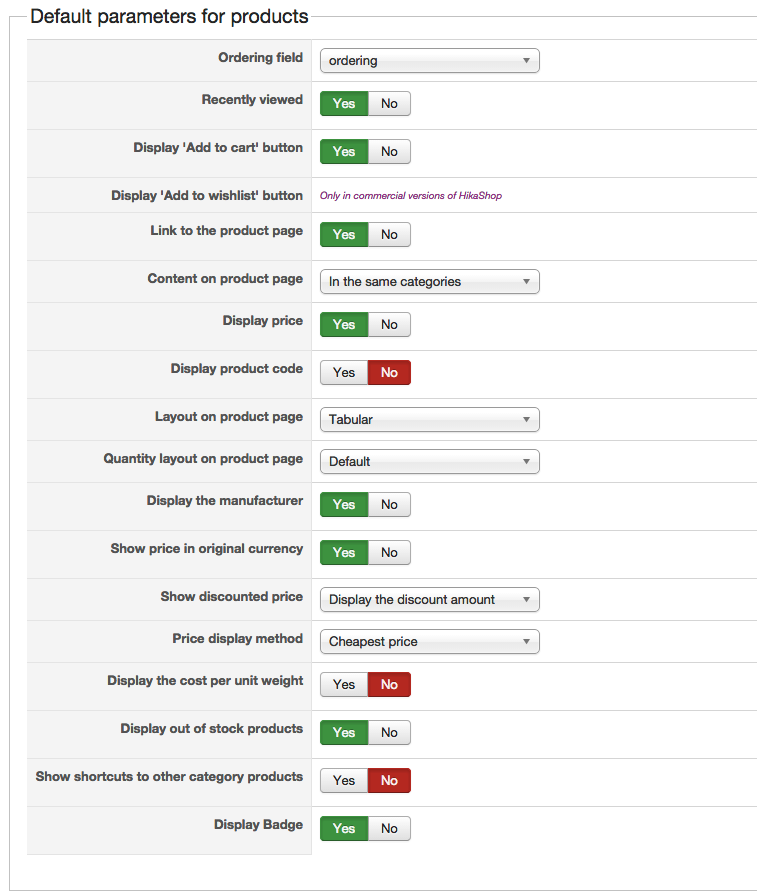 Default parameters for products
Ordering field ordering
Recently viewed Yes No
Display 'Add to cart' button Yes No
Display 'Add to wishlist' button Only in commercial versions of HikaShop
Link to the product page Yes No
Content on product page In the same categories
Display price Yes No
Display product code Yes No
Layout on product page Tabular
Quantity layout on product page Default
Display the manufacturer Yes No
Show price in original currency Yes No
Show discounted price Display the discount amount
Price display method Cheapest price
Display the cost per unit weight Yes No
Display out of stock products Yes No
Show shortcuts to other category products Yes No
Display Badge Yes No